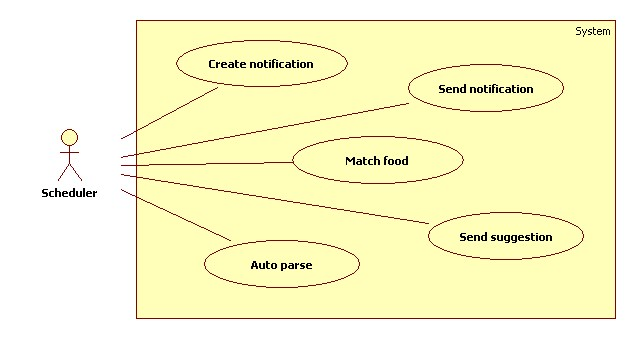 System
Create notification
Send notification
Match food
Scheduler
Send suggestion
Auto parse